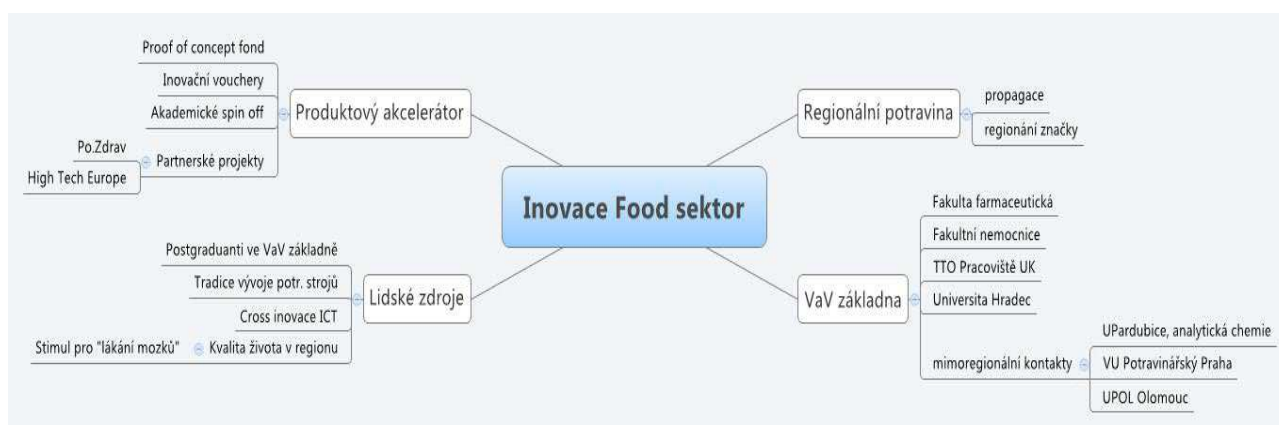 Inovace Food sektor
Produktový akcelerátor
Proof of concept fond
Inovační vouchery
Akademické spin off
Partnerské projekty
Po.Zdrav
High Tech Europe
Lidské zdroje
Postgraduanti ve VaV základně
Tradice vývoje potr. strojů
Cross inovace ICT
Kvalita života v regionu
Stimul pro "lákání mozků"
Regionální potravina
propagace
regionání značky
VaV základna
Fakulta farmaceutická
Fakultní nemocnice
TTO Pracoviště UK
Universita Hradec
mimoregionální kontakty
UPardubice, analytická chemie
VU Potravinářský Praha
UPOL Olomouc